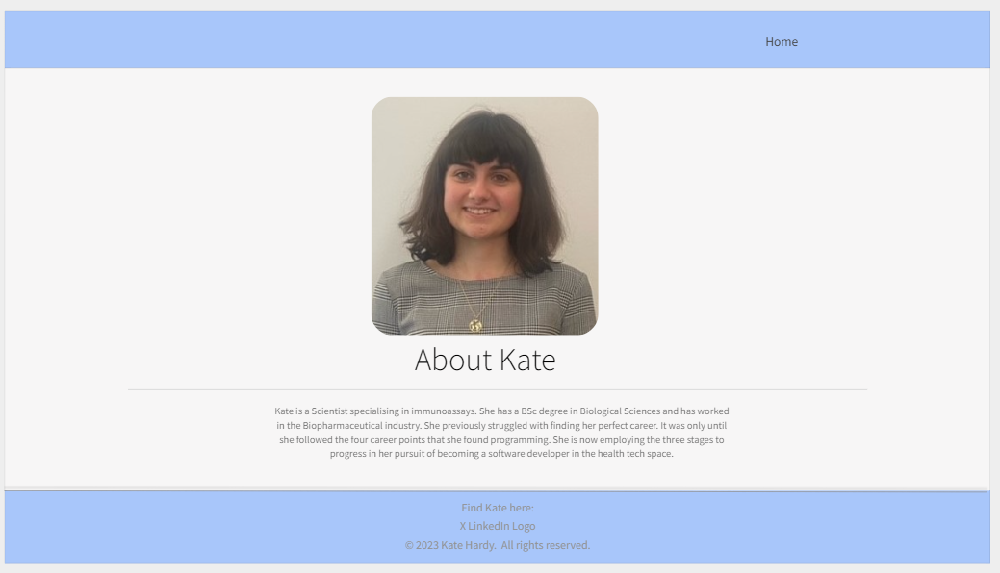 Home
About Kate
Kate is a Scientist specialising in immunoassays. She has a BSc degree in Biological Sciences and has worked
in the Biopharmaceutical industry. She previously struggled with finding her perfect career. It was only until
she followed the four career points that she found programming. She is now employing the three stages to
progress in her pursuit of becoming a software developer in the health tech space.
Find Kate here:
X LinkedIn Logo
© 2023 Kate Hardy.  All rights reserved.